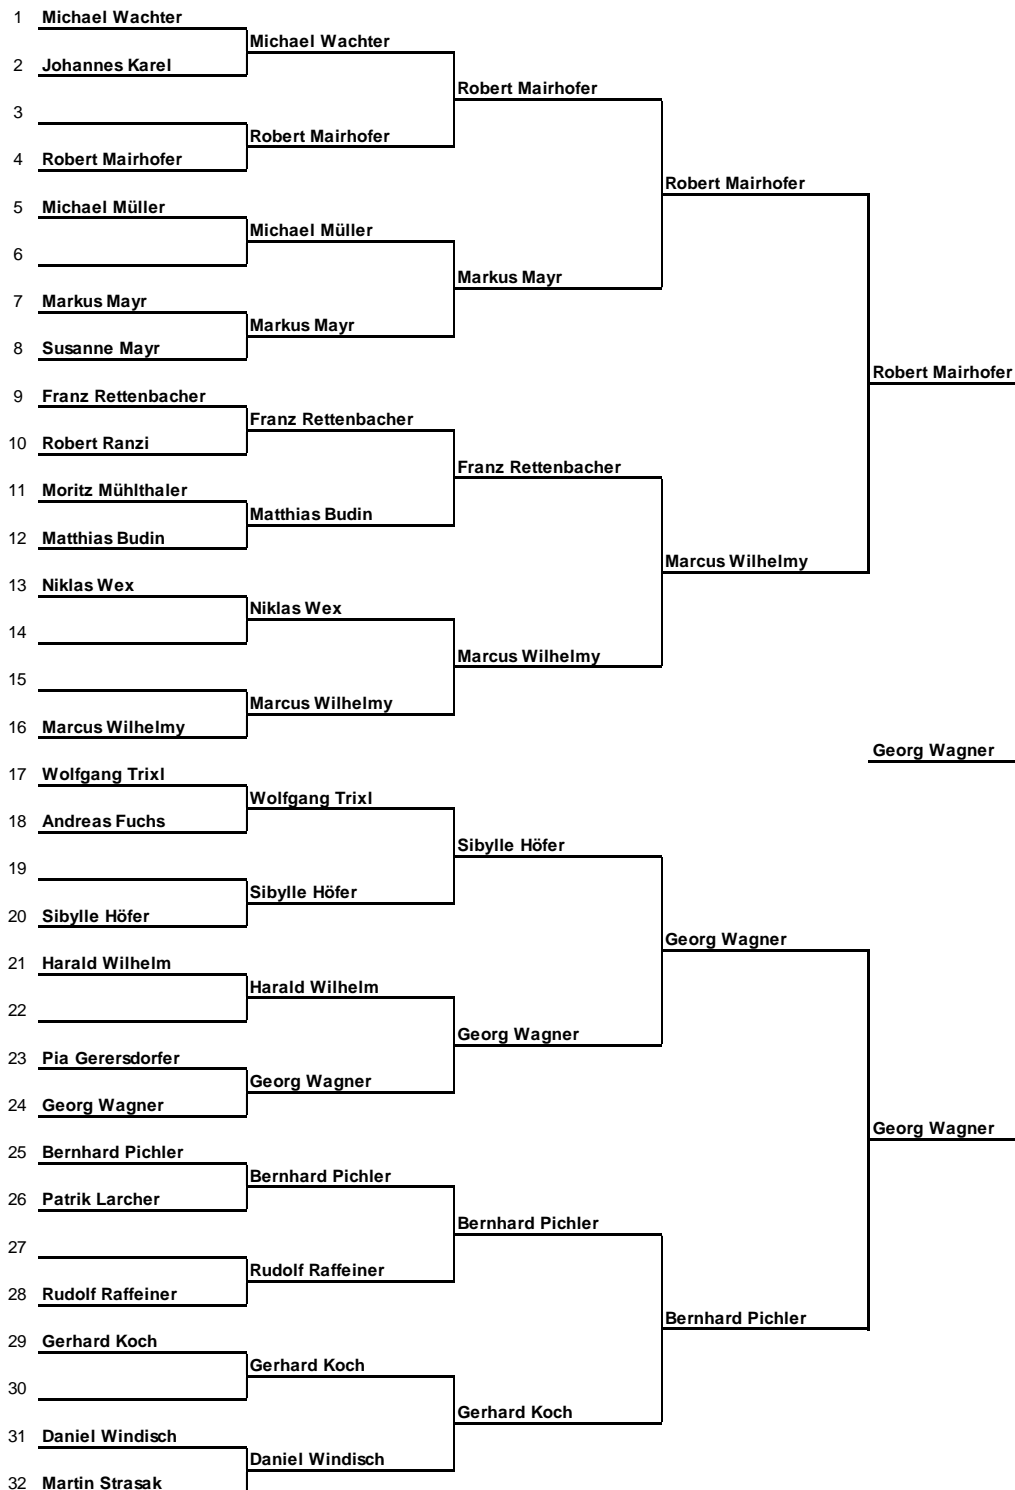 1 Michael Wachter
Michael Wachter
2 Johannes Karel
Robert Mairhofer
3
Robert Mairhofer
4 Robert Mairhofer
Robert Mairhofer
5 Michael Müller
Michael Müller
6
Markus Mayr
7 Markus Mayr
Markus Mayr
8 Susanne Mayr
Robert Mairhofer
9 Franz Rettenbacher
Franz Rettenbacher
10 Robert Ranzi
Franz Rettenbacher
11 Moritz Mühlthaler
Matthias Budin
12 Matthias Budin
Marcus Wilhelmy
13 Niklas Wex
Niklas Wex
14
Marcus Wilhelmy
15
Marcus Wilhelmy
16 Marcus Wilhelmy
Georg Wagner
17 Wolfgang Trixl
Wolfgang Trixl
18 Andreas Fuchs
Sibylle Höfer
19
Sibylle Höfer
20 Sibylle Höfer
Georg Wagner
21 Harald Wilhelm
Harald Wilhelm
22
Georg Wagner
23 Pia Gerersdorfer
Georg Wagner
24 Georg Wagner
Georg Wagner
25 Bernhard Pichler
Bernhard Pichler
26 Patrik Larcher
Bernhard Pichler
27
Rudolf Raffeiner
28 Rudolf Raffeiner
Bernhard Pichler
29 Gerhard Koch
Gerhard Koch
30
Gerhard Koch
31 Daniel Windisch
Daniel Windisch
32 Martin Strasak